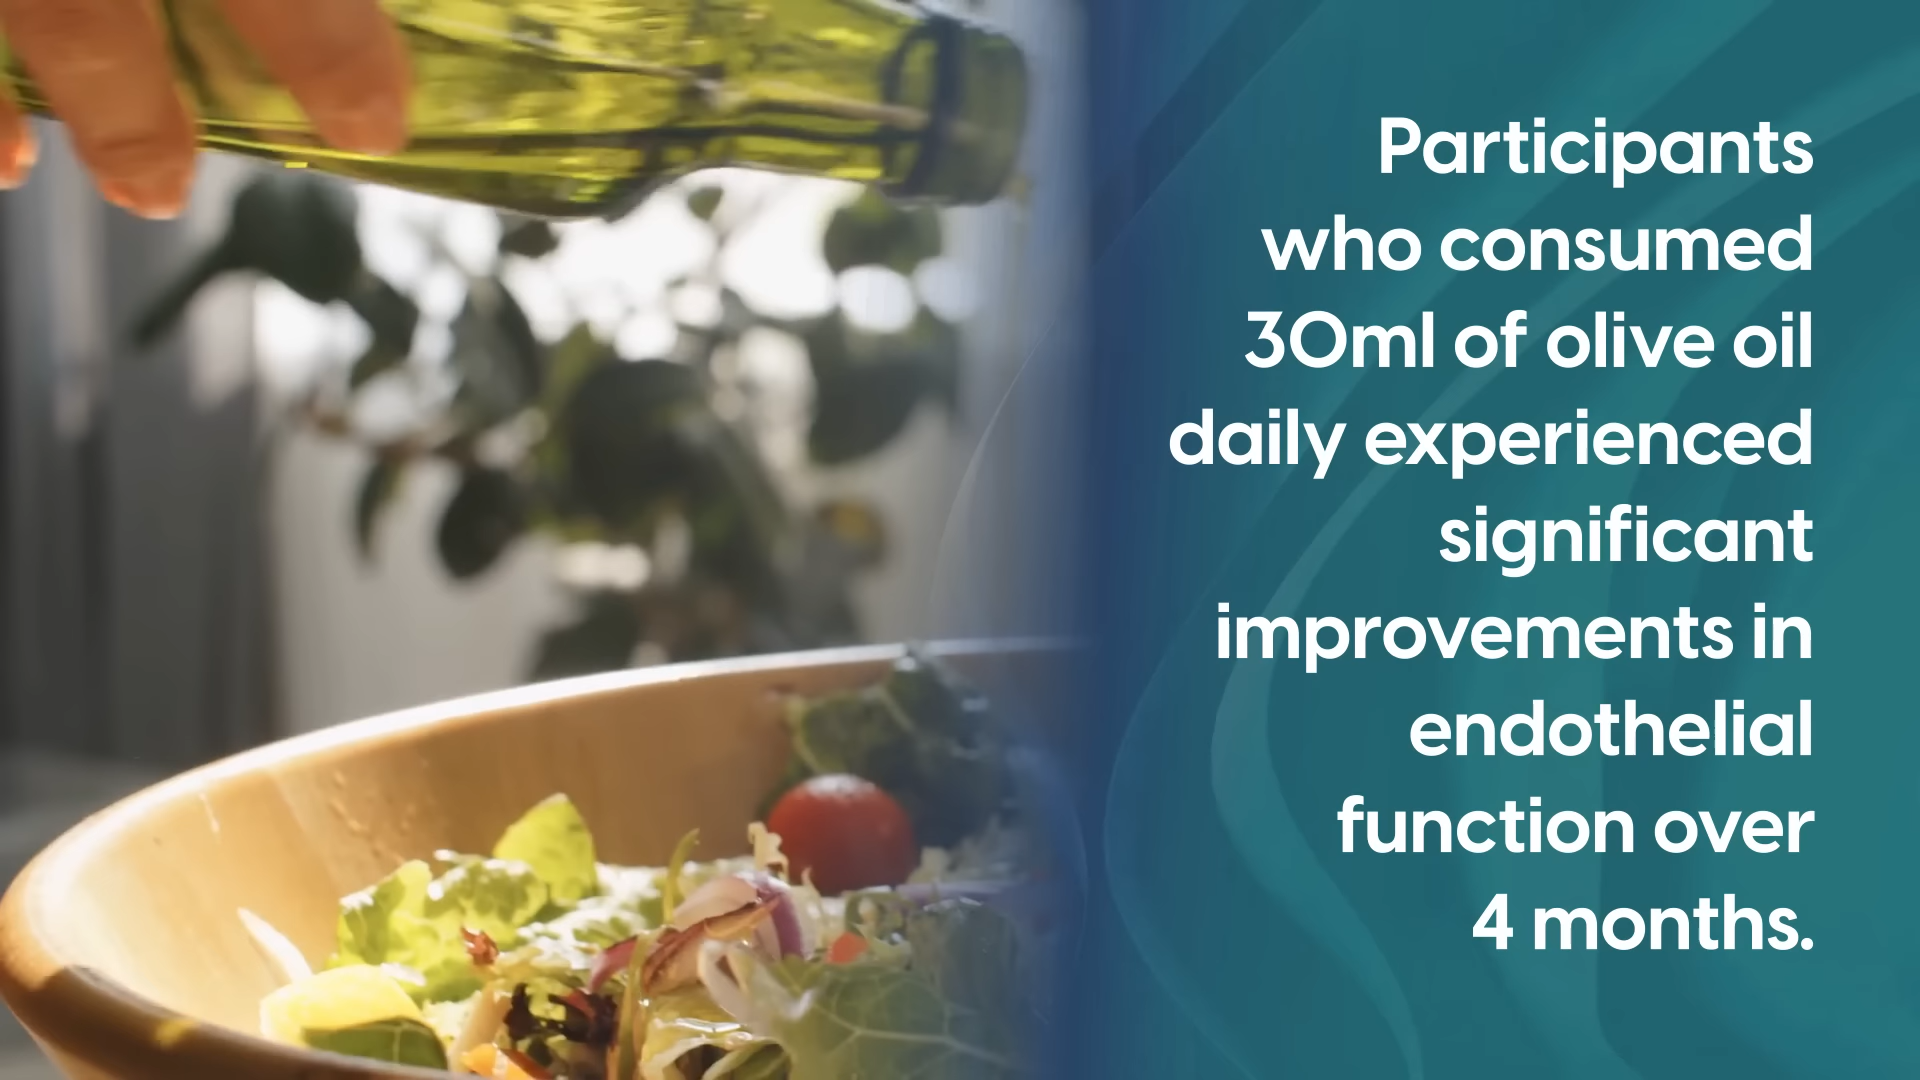 Participants
who consumed
30ml of olive oil
daily experienced
significant
improvements in
endothelial
function over
4 months.